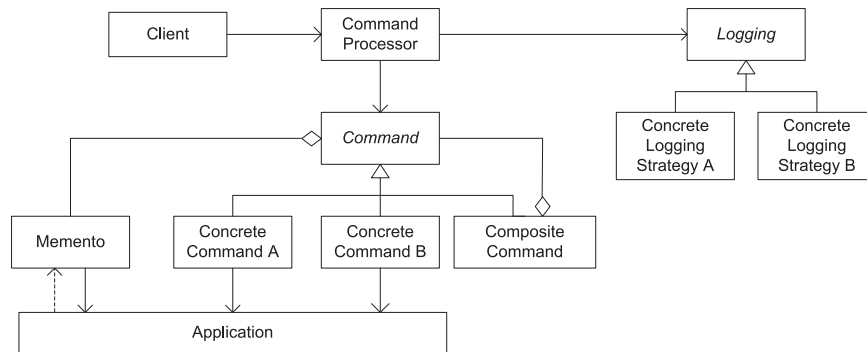 Client
Command
Processor
Logging
Command
Concrete
Logging
Strategy A
Concrete
Logging
Strategy B
Memento
Concrete
Command A
Concrete
Command B
Composite
Command
Application